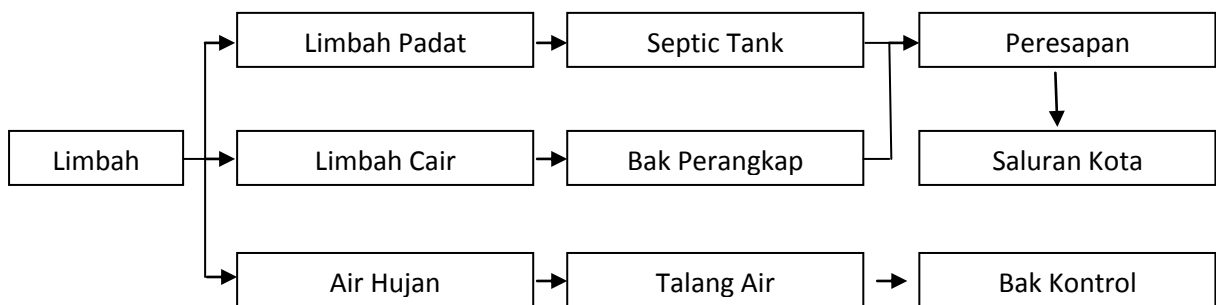 Limbah Padat Septic Tank Peresapan
Limbah Limbah Cair Bak Perangkap Saluran Kota
Air Hujan Talang Air Bak Kontrol